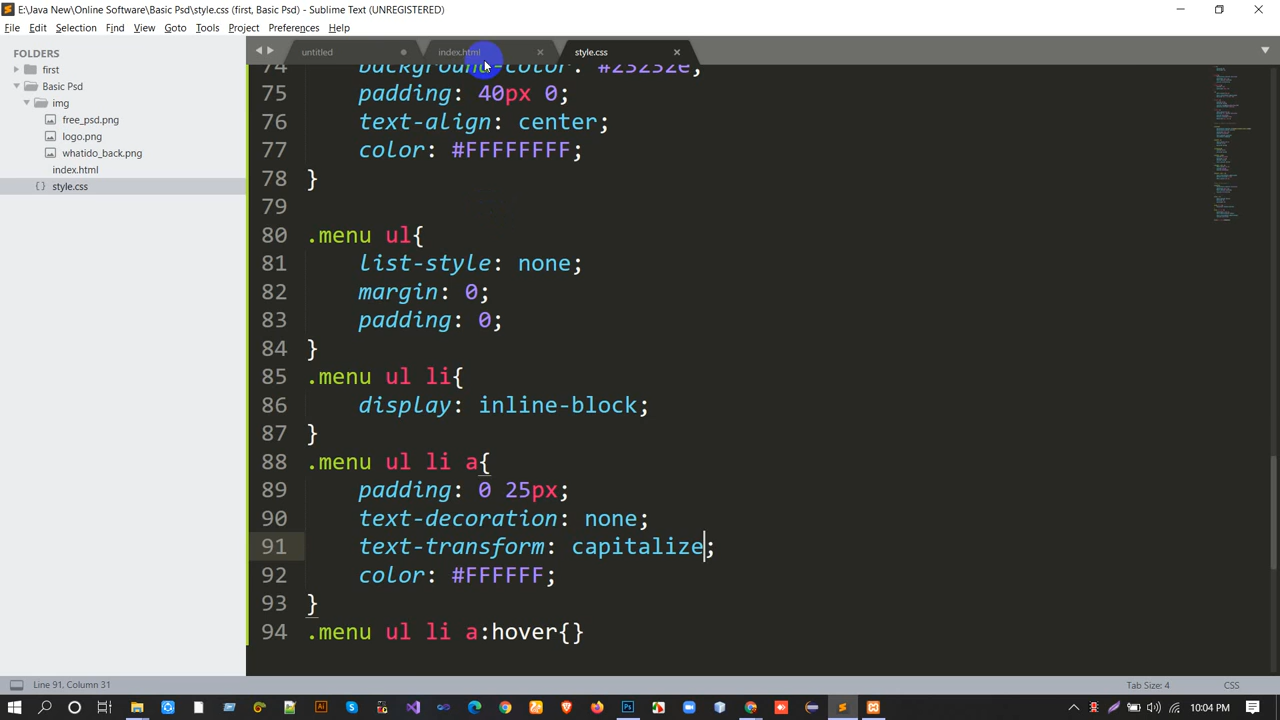 E:\Java New\Online Software\Basic Psd\style.css (first, Basic Psd) - Sublime Text (UNREGISTERED)
File Edit Selection Find View Goto Tools Project Preferences Help
FOLDERS
first
Basic Psd
img
free_psd.png
logo.png
whatido_back.png
index.html
style.css
untitled index.html style.css
74 background-color: #25252e;
75 padding: 40px 0;
76 text-align: center;
77 color: #FFFFFFFF;
78 }
79
80 .menu ul{
81 list-style: none;
82 margin: 0;
83 padding: 0;
84 }
85 .menu ul li{
86 display: inline-block;
87 }
88 .menu ul li a{
89 padding: 0 25px;
90 text-decoration: none;
91 text-transform: capitalize;
92 color: #FFFFFF;
93 }
94 .menu ul li a:hover{}
Line 91, Column 31 Tab Size: 4 CSS
10:04 PM